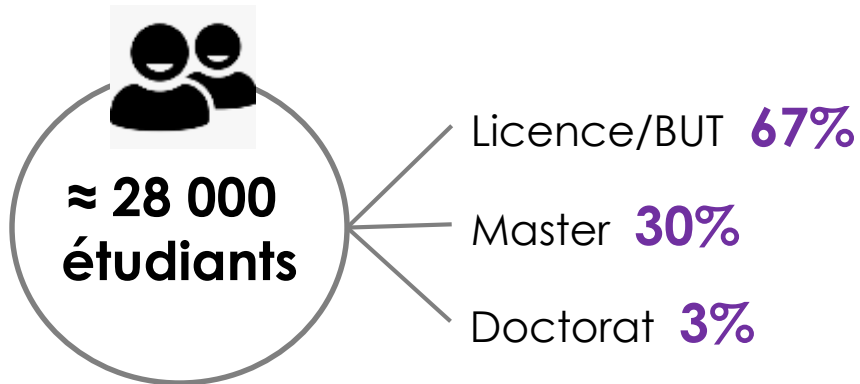 ≈ 28 000
étudiants
Licence/BUT 67%
Master 30%
Doctorat 3%